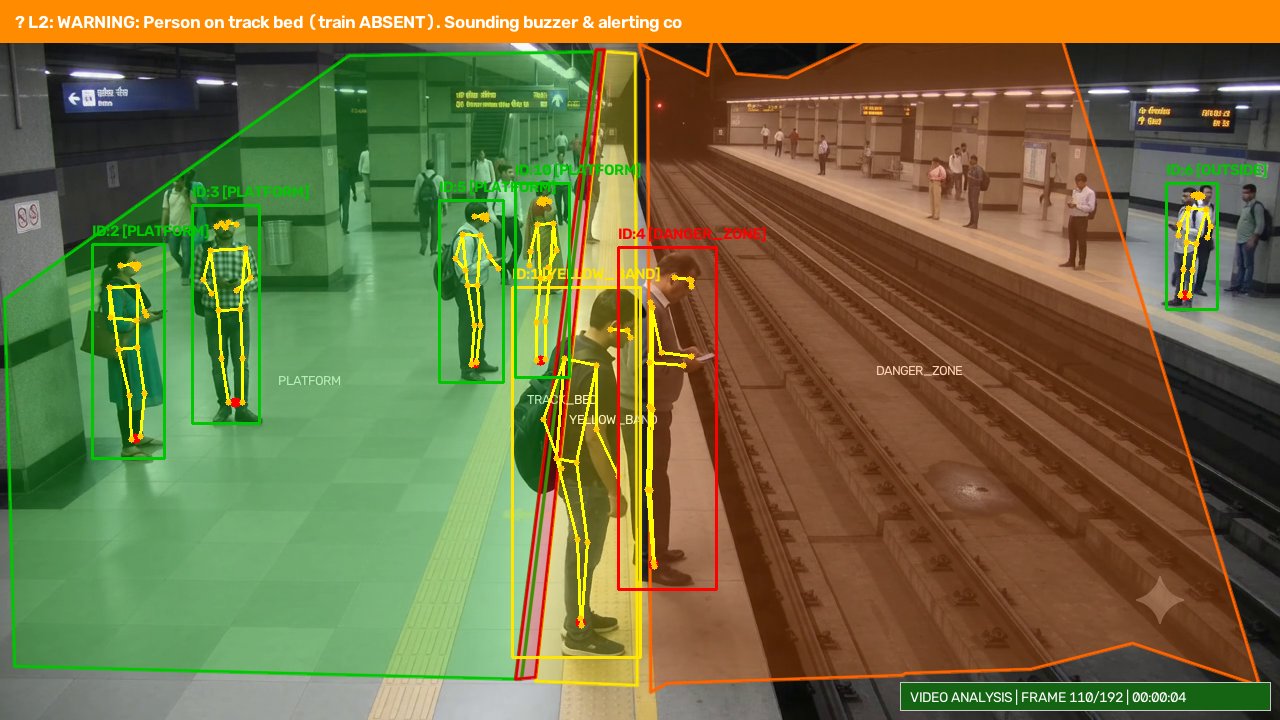 ? L2: WARNING: Person on track bed (train ABSENT). Sounding buzzer & alerting co
ID:10 [PLATFORM]
ID:6 [OUTSIDE]
ID:3 [PLATFORM]
ID:5 [PLATFORM]
ID:2 [PLATFORM]
ID:4 [DANGER_ZONE]
ID:1 [YELLOW_BAND]
DANGER_ZONE
PLATFORM
TRACK_BED
YELLOW_BAND
VIDEO ANALYSIS | FRAME 110/192 | 00:00:04